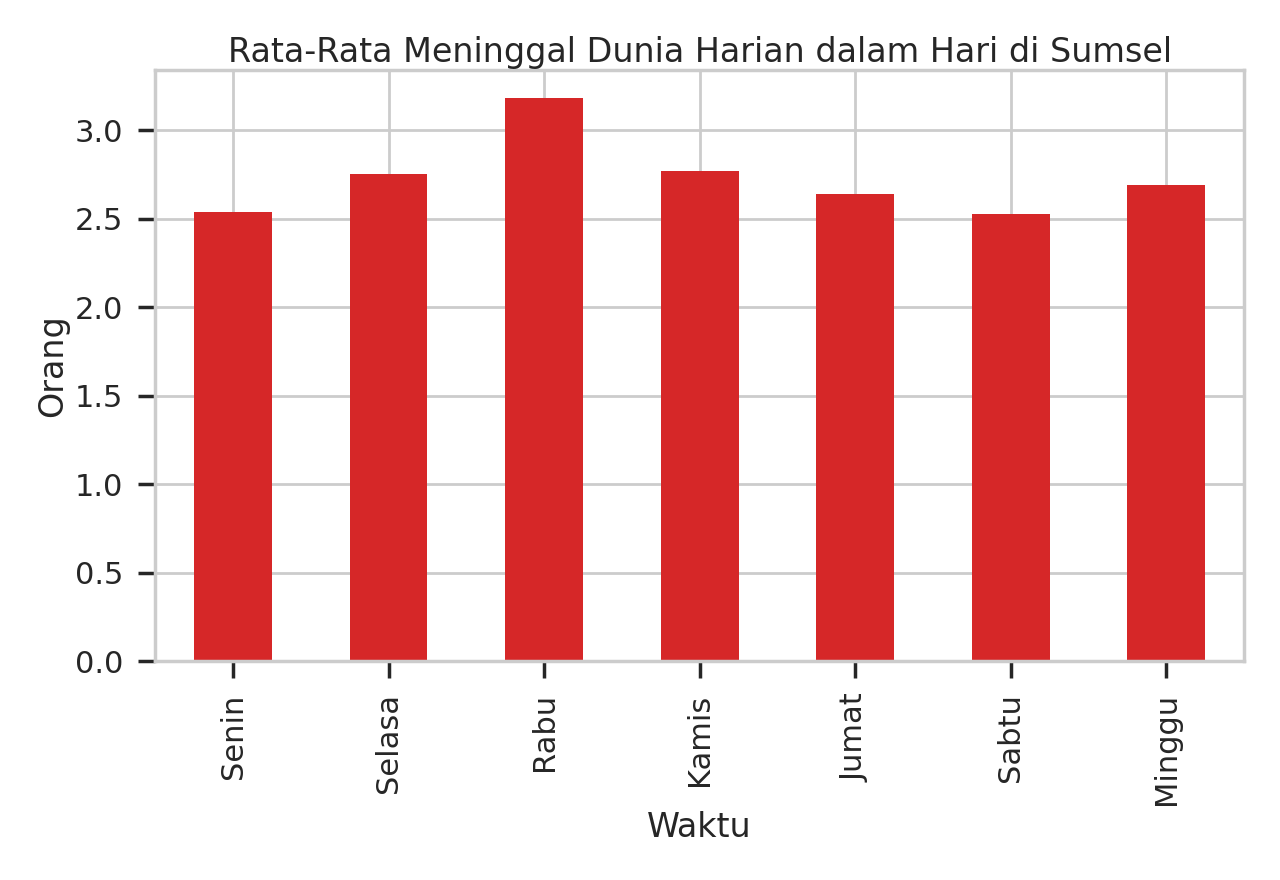 Rata-Rata Meninggal Dunia Harian dalam Hari di Sumsel
3.0
2.5
2.0
1.5
1.0
0.5
0.0
Orang
Senin
Selasa
Rabu
Kamis
Jumat
Sabtu
Minggu
Waktu